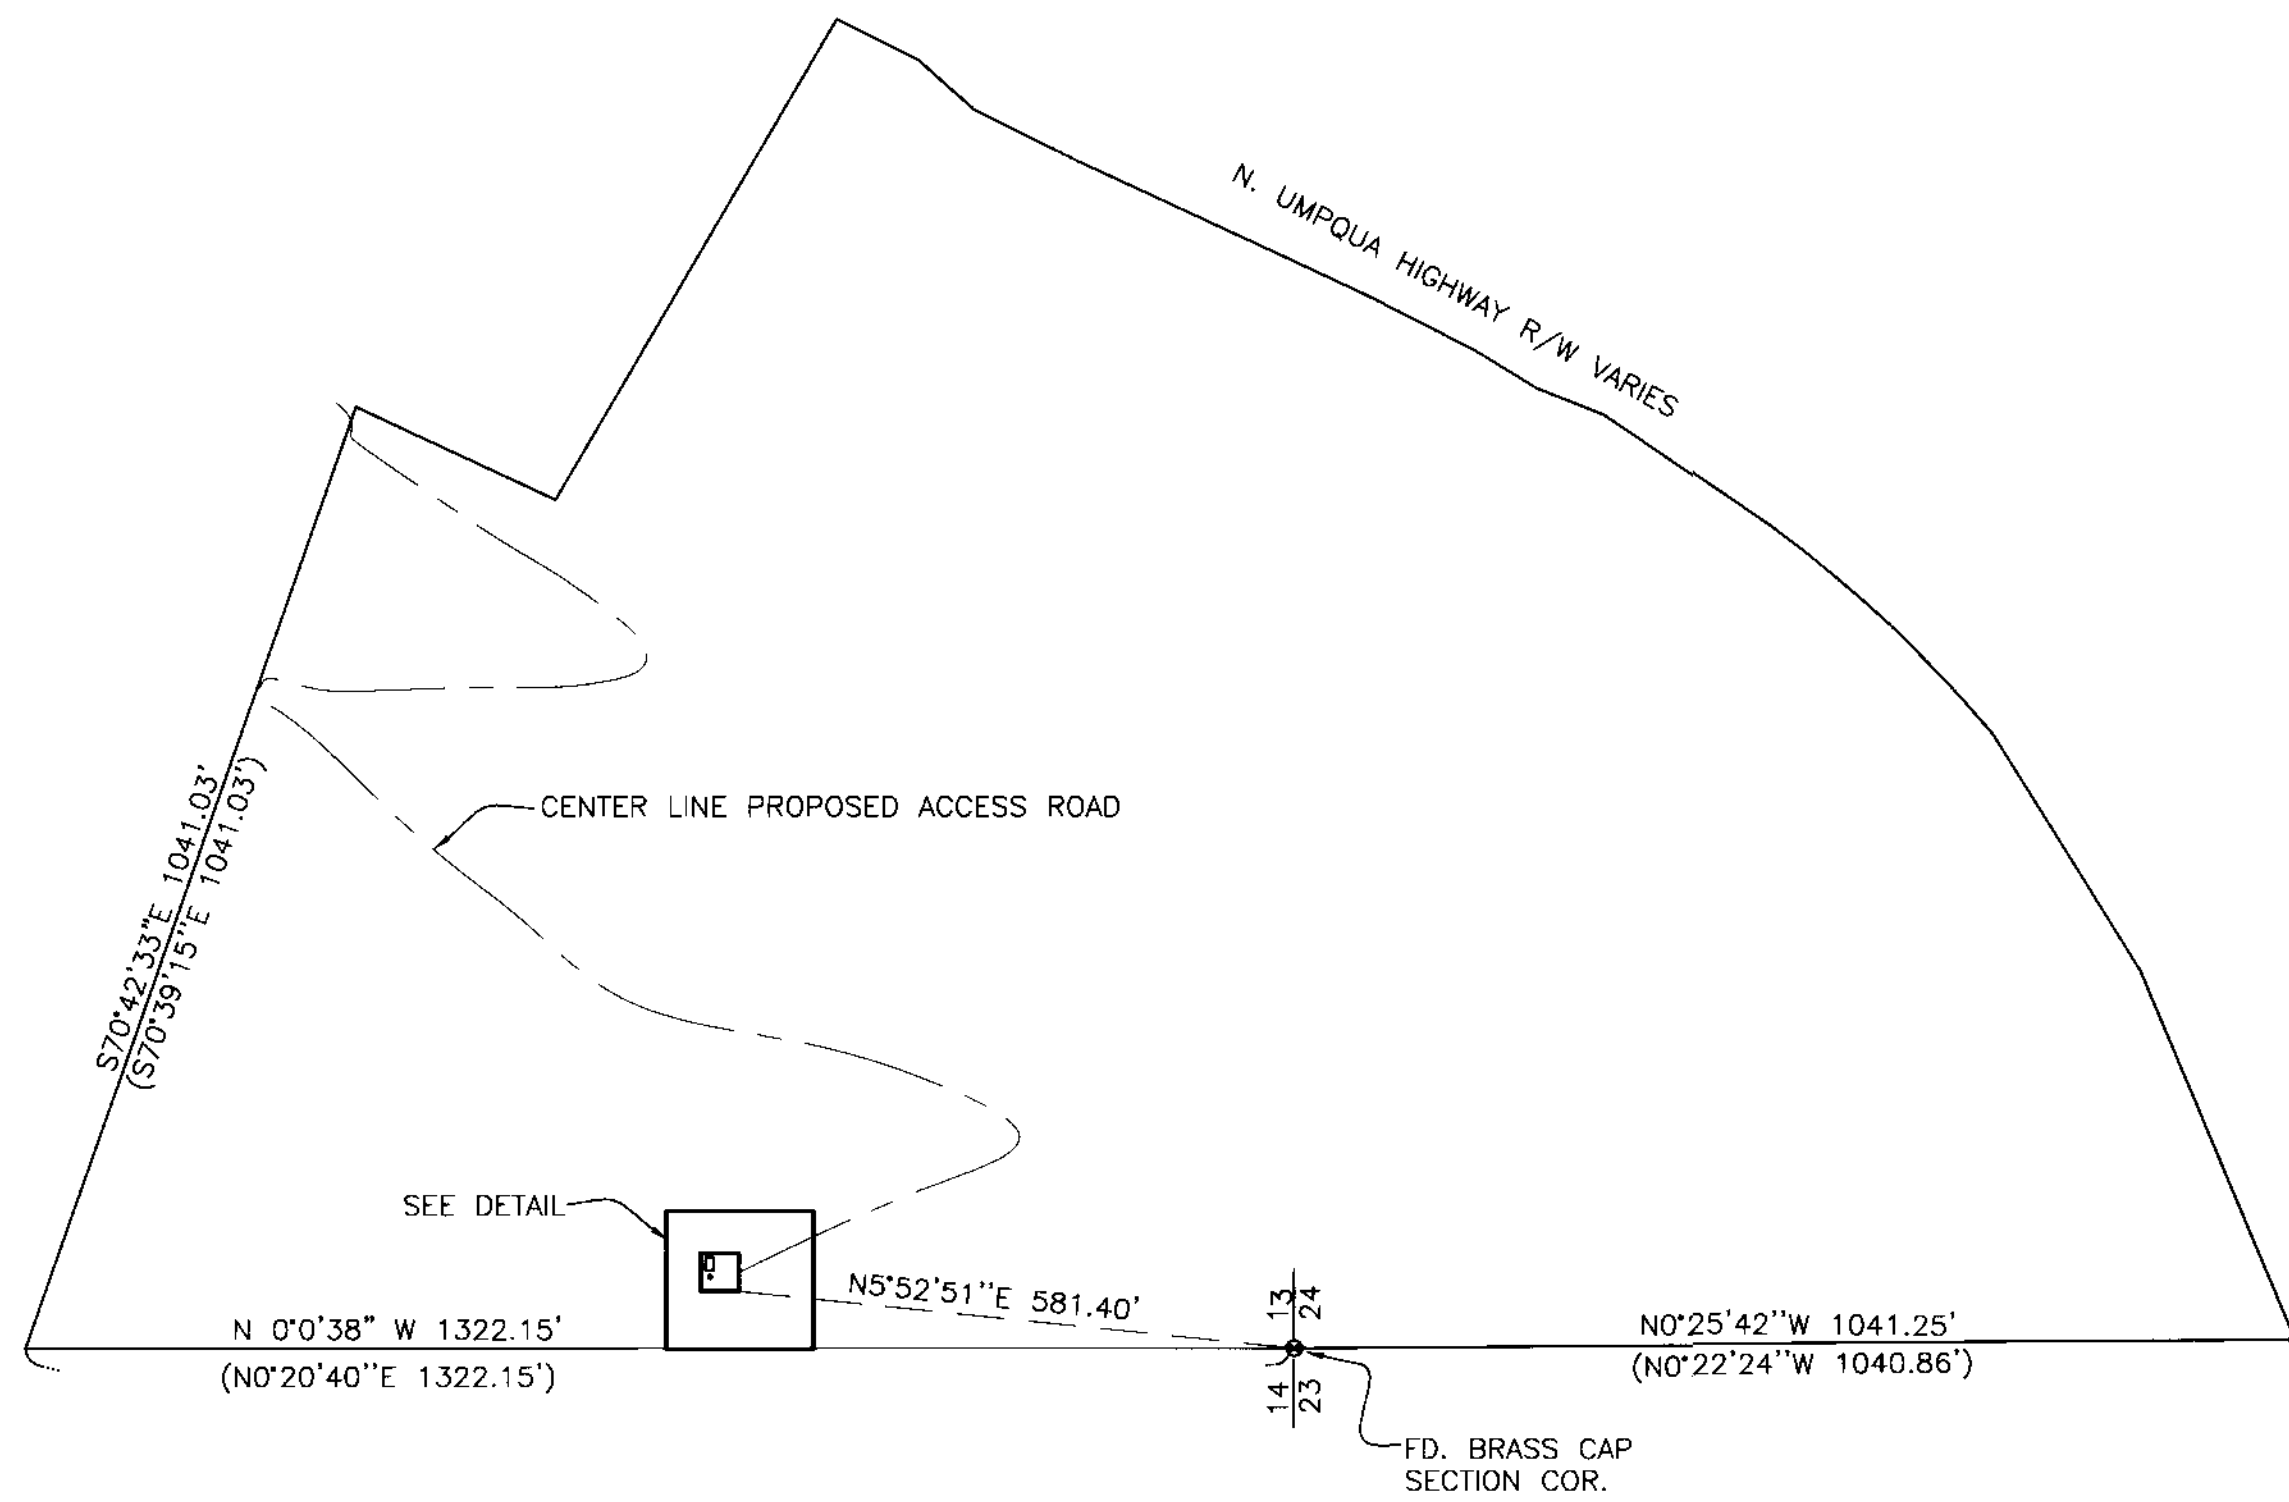 N. UMPQUA HIGHWAY R/W VARIES
S70°42'33"E 1041.03'
(S70°39'15"E 1041.03')
CENTER LINE PROPOSED ACCESS ROAD
SEE DETAIL
N5°52'51"E 581.40'
13
24
14
23
N 0°0'38" W 1322.15'
(N0°20'40"E 1322.15')
N0°25'42"W 1041.25'
(N0°22'24"W 1040.86')
FD. BRASS CAP
SECTION COR.